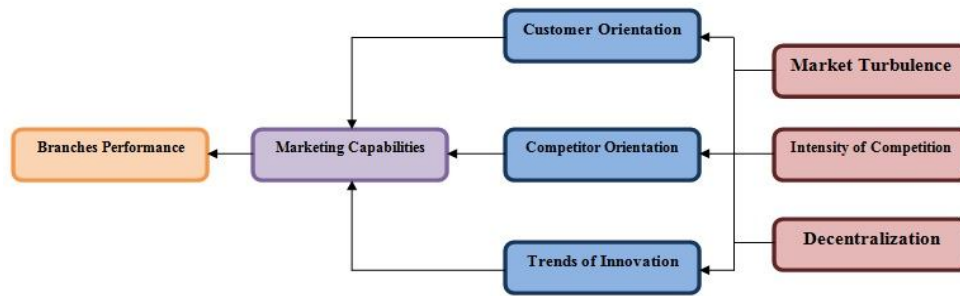 Customer Orientation
Market Turbulence
Branches Performance
Marketing Capabilities
Competitor Orientation
Intensity of Competition
Decentralization
Trends of Innovation